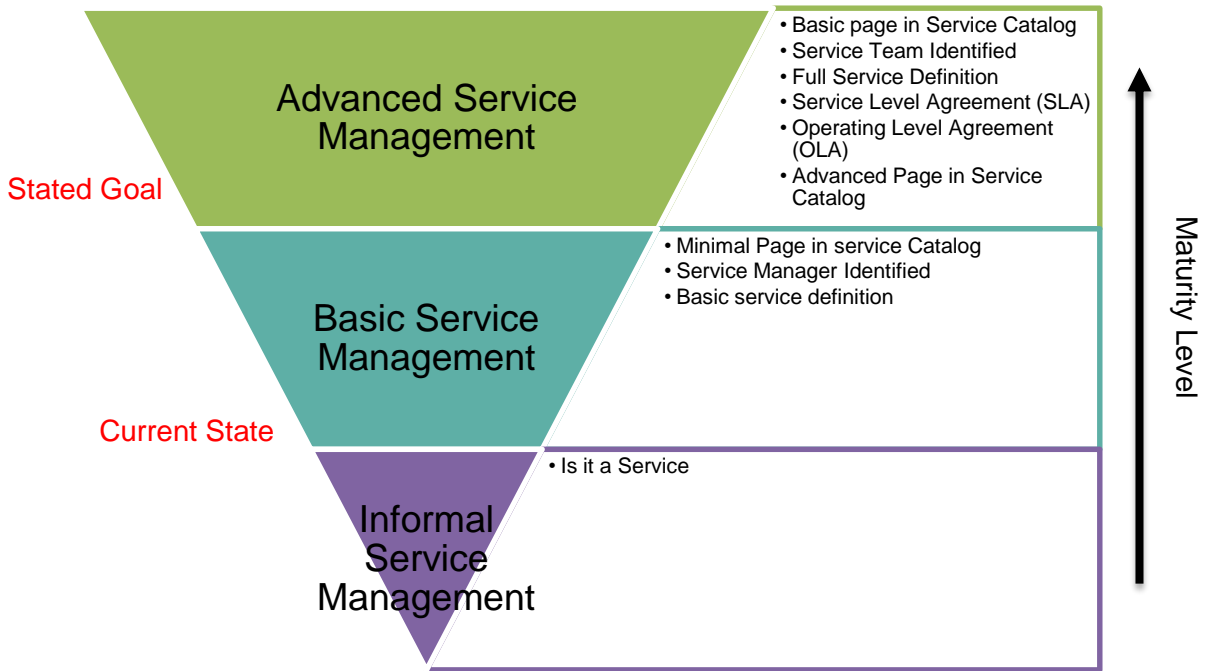 Advanced Service
Management
• Basic page in Service Catalog
• Service Team Identified
• Full Service Definition
• Service Level Agreement (SLA)
• Operating Level Agreement
(OLA)
• Advanced Page in Service
Catalog
Stated Goal
Basic Service
Management
• Minimal Page in service Catalog
• Service Manager Identified
• Basic service definition
Current State
Informal
Service
Management
• Is it a Service
Maturity Level